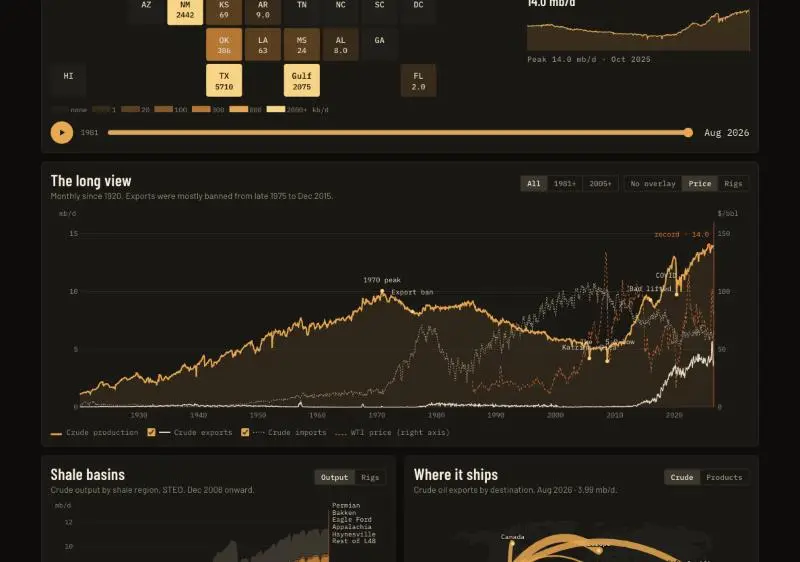 14.0 mb/d
AZ NM KS AR TN NC SC DC
2442 69 9.0
Peak 14.0 mb/d · Oct 2025
OK LA MS AL GA
386 63 24 8.0
HI TX Gulf FL
5710 2075 2.0
none 1 20 100 300 800 2000+ kb/d
1981 Aug 2026
The long view
Monthly since 1920. Exports were mostly banned from late 1975 to Dec 2015.
All 1981+ 2005+ No overlay Price Rigs
mb/d $/bbl
15 record · 14.0 150
COVID
1970 peak
10 Export ban Bad lifted 100
5 50
0 0
1930 1940 1950 1960 1970 1980 1990 2000 2010 2020
Crude production Crude exports Crude imports WTI price (right axis)
Shale basins
Output Rigs
Crude output by shale region, STEO. Dec 2008 onward.
mb/d
12
10
Permian
Bakken
Eagle Ford
Appalachia
Haynesville
Rest of L48
Where it ships
Crude Products
Crude oil exports by destination, Aug 2026 · 3.99 mb/d.
Canada